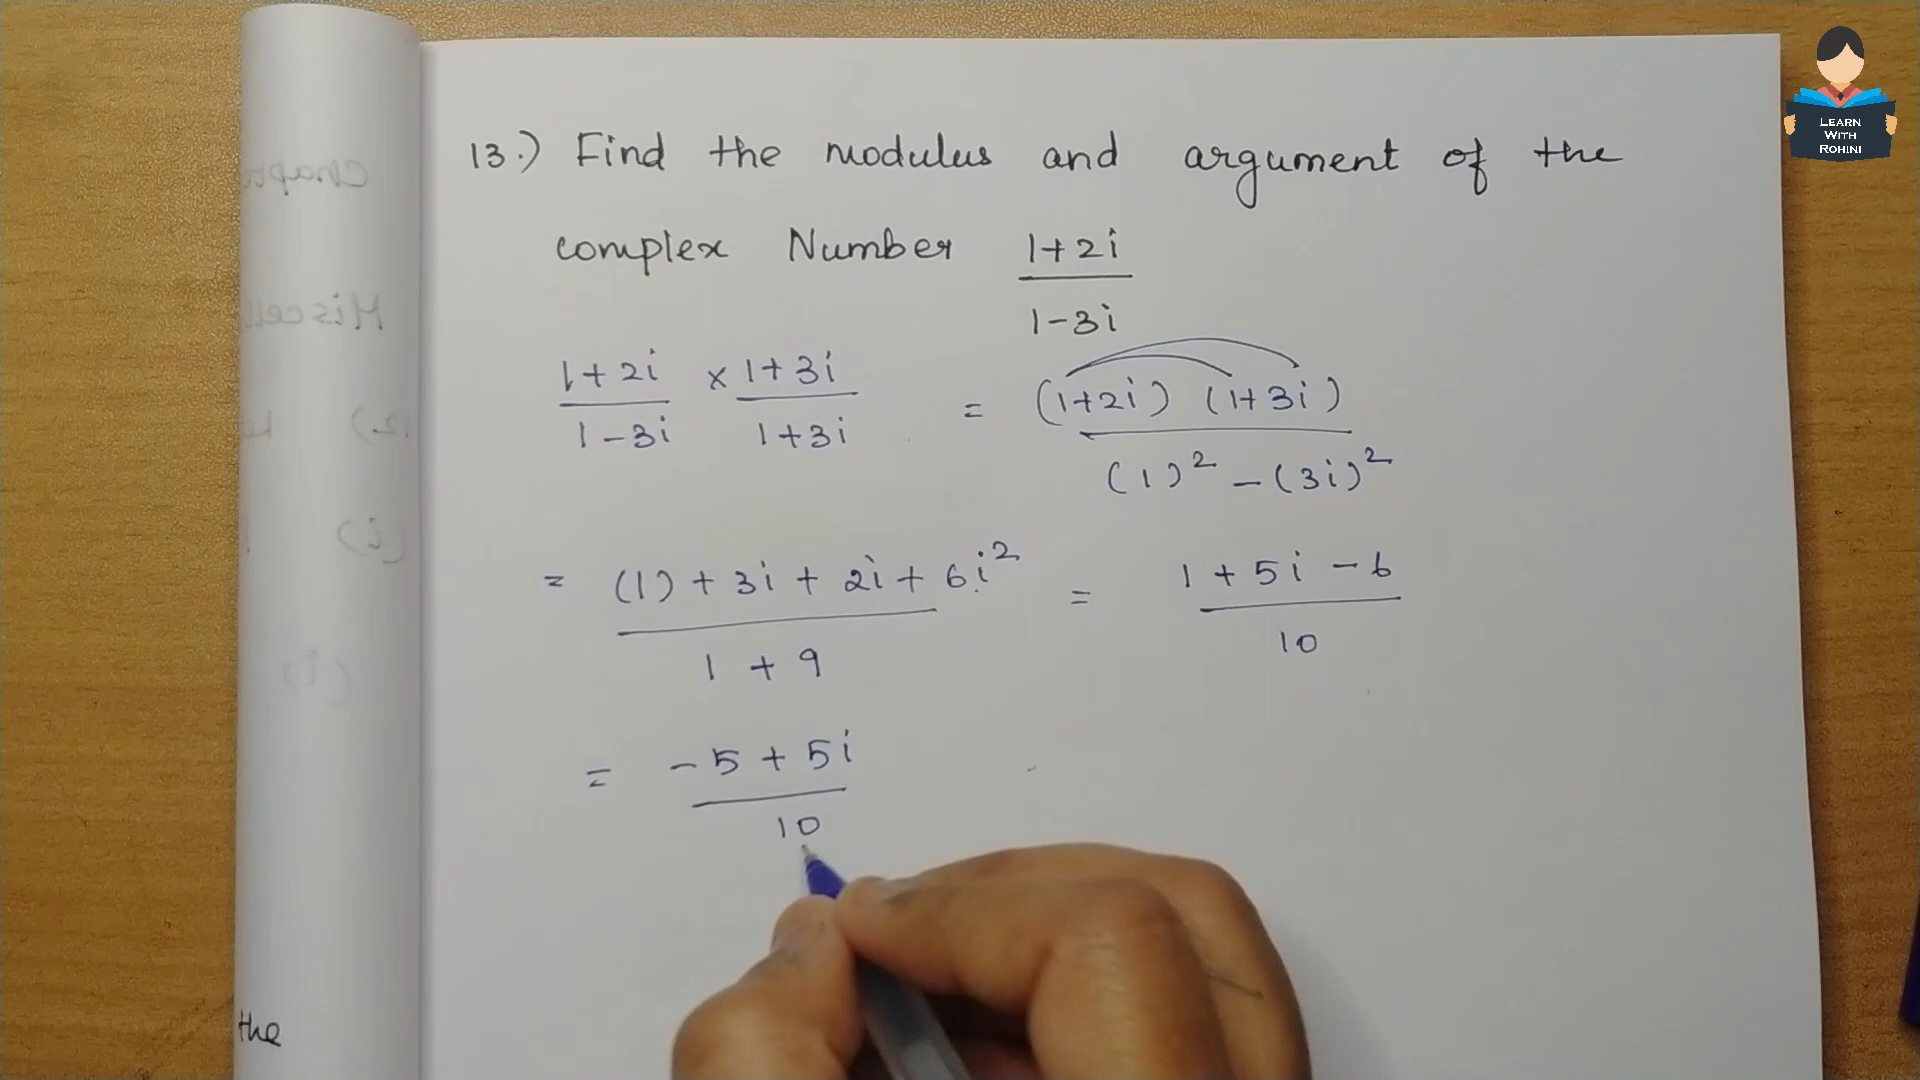 13.) Find the modulus and argument of the
complex Number 1+2i
1-3i
1+2i × 1+3i = (1+2i) (1+3i)
1-3i 1+3i (1)² - (3i)²
= (1) + 3i + 2i + 6i² = 1 + 5i - 6
1 + 9 10
= -5 + 5i
10
the
LEARN
WITH
ROHINI